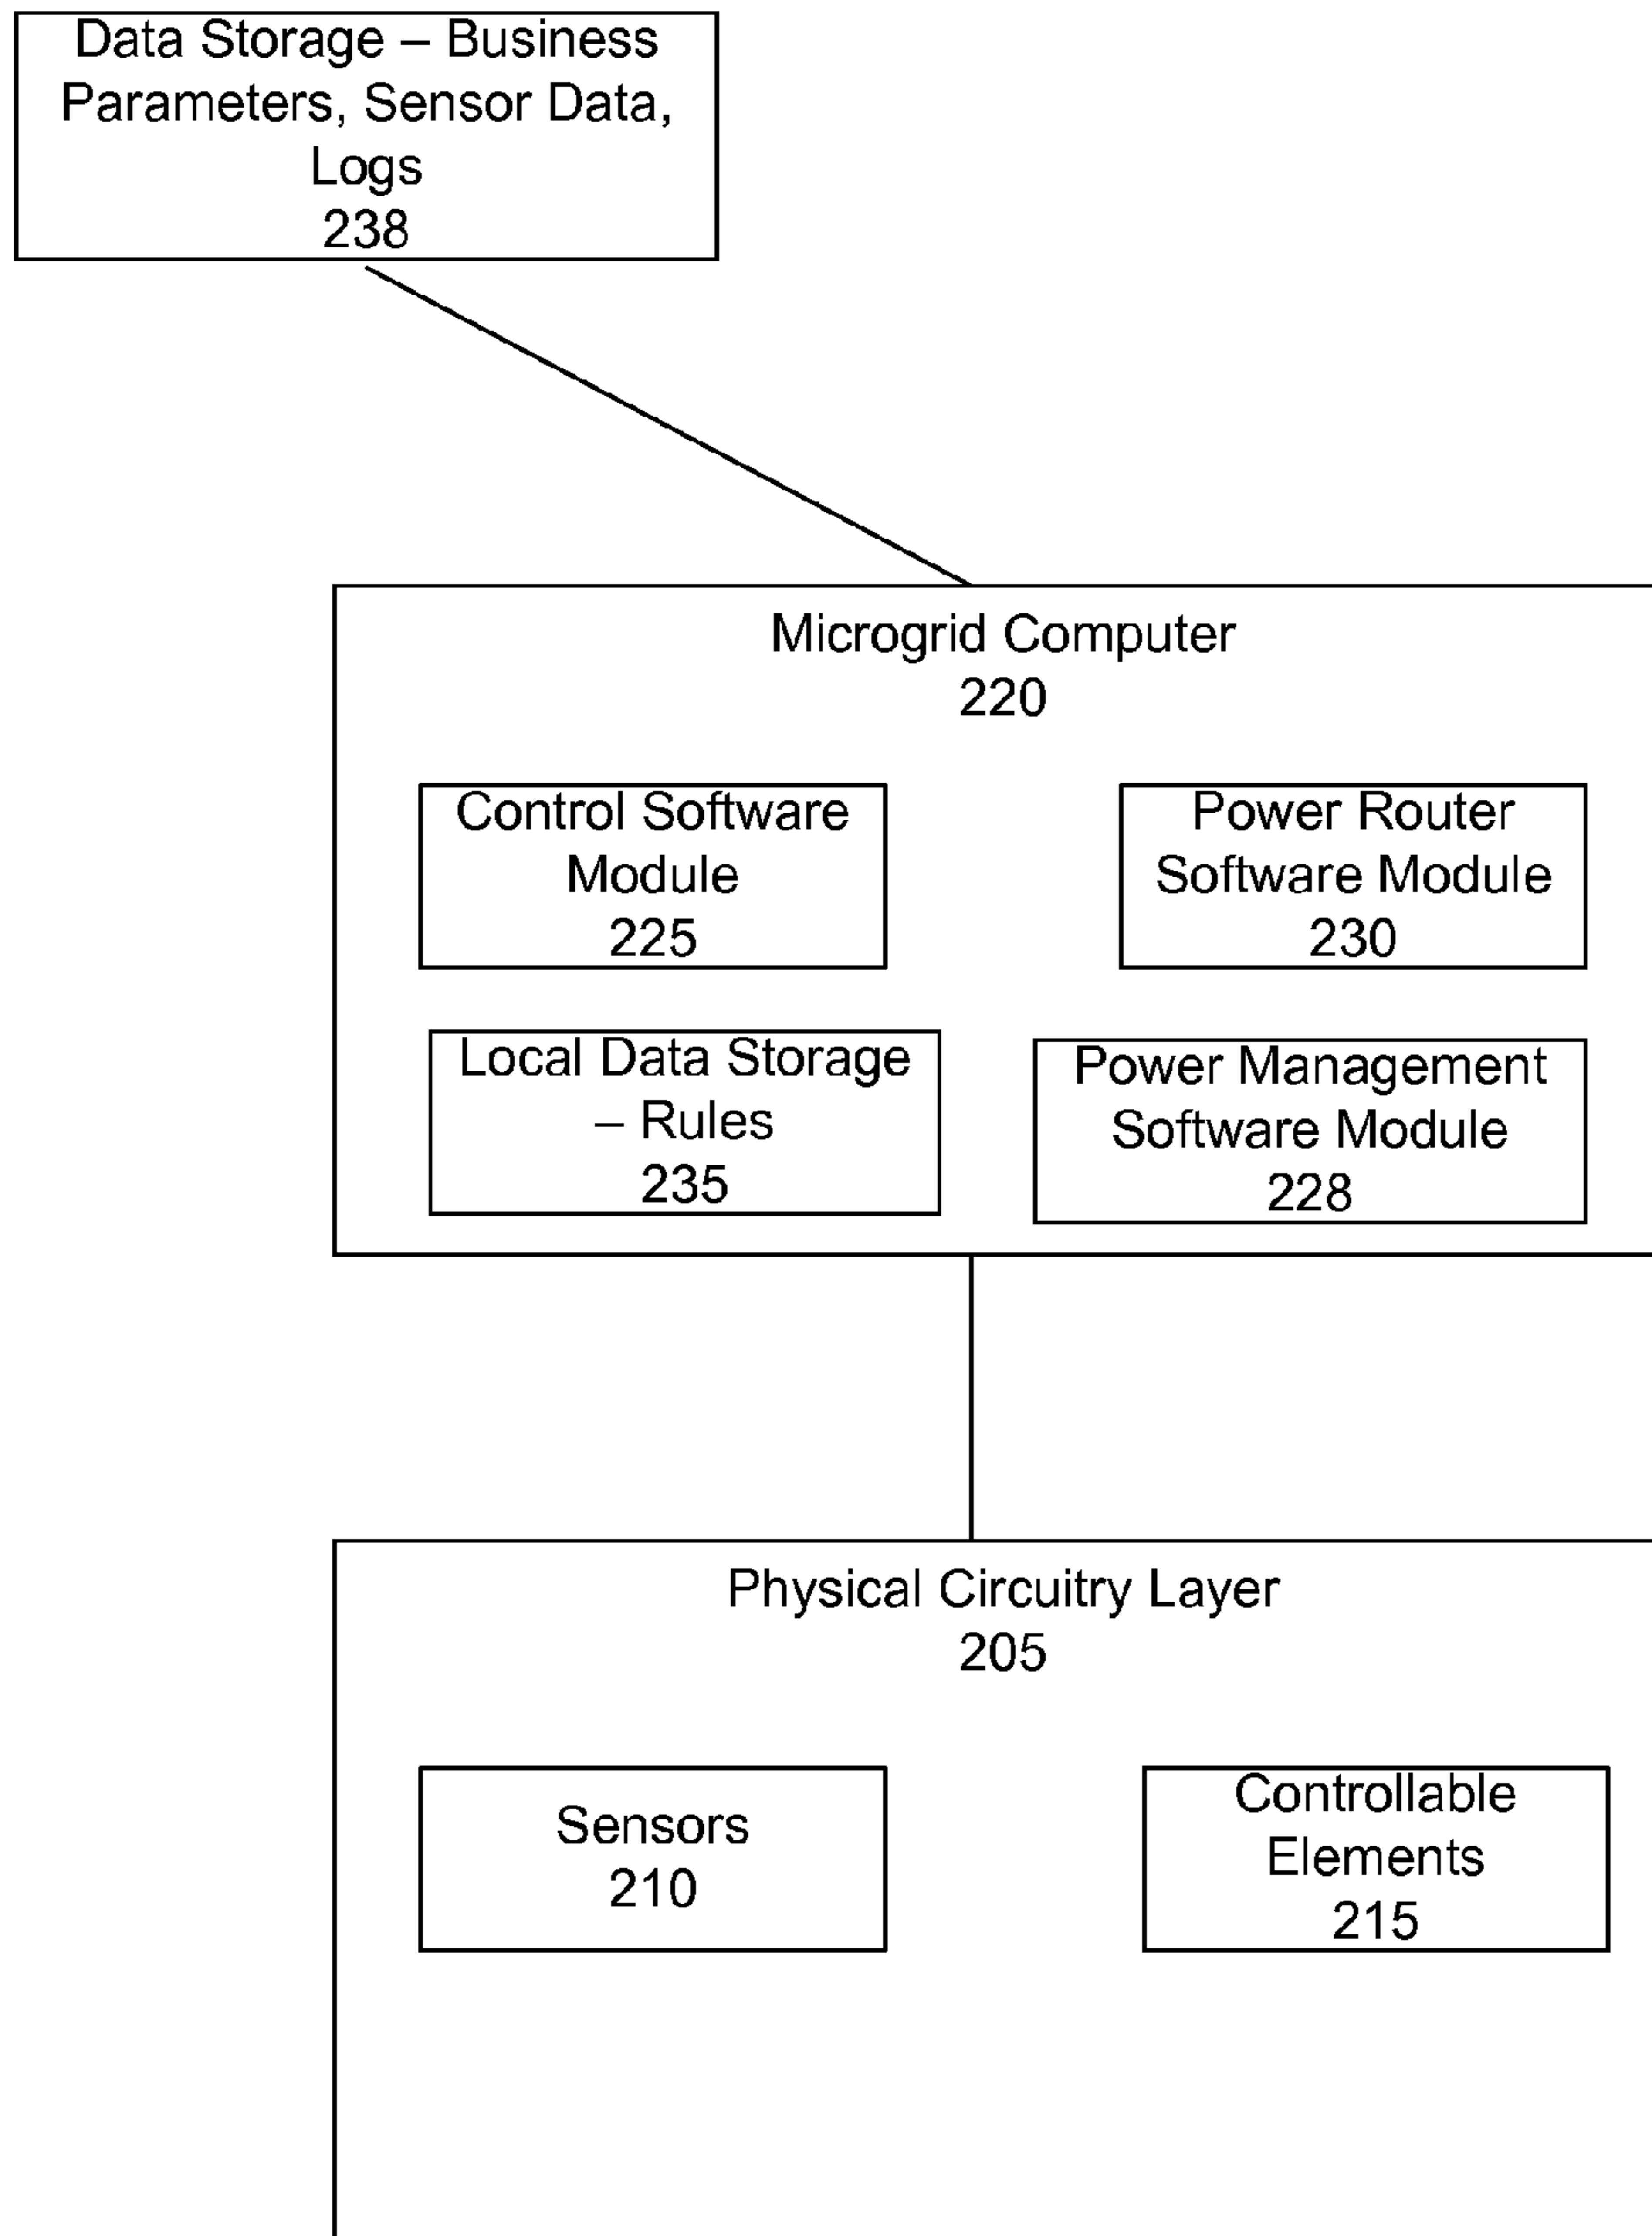 Data Storage – Business
Parameters, Sensor Data,
Logs
238
Microgrid Computer
220
Control Software
Module
225
Power Router
Software Module
230
Local Data Storage
– Rules
235
Power Management
Software Module
228
Physical Circuitry Layer
205
Sensors
210
Controllable
Elements
215